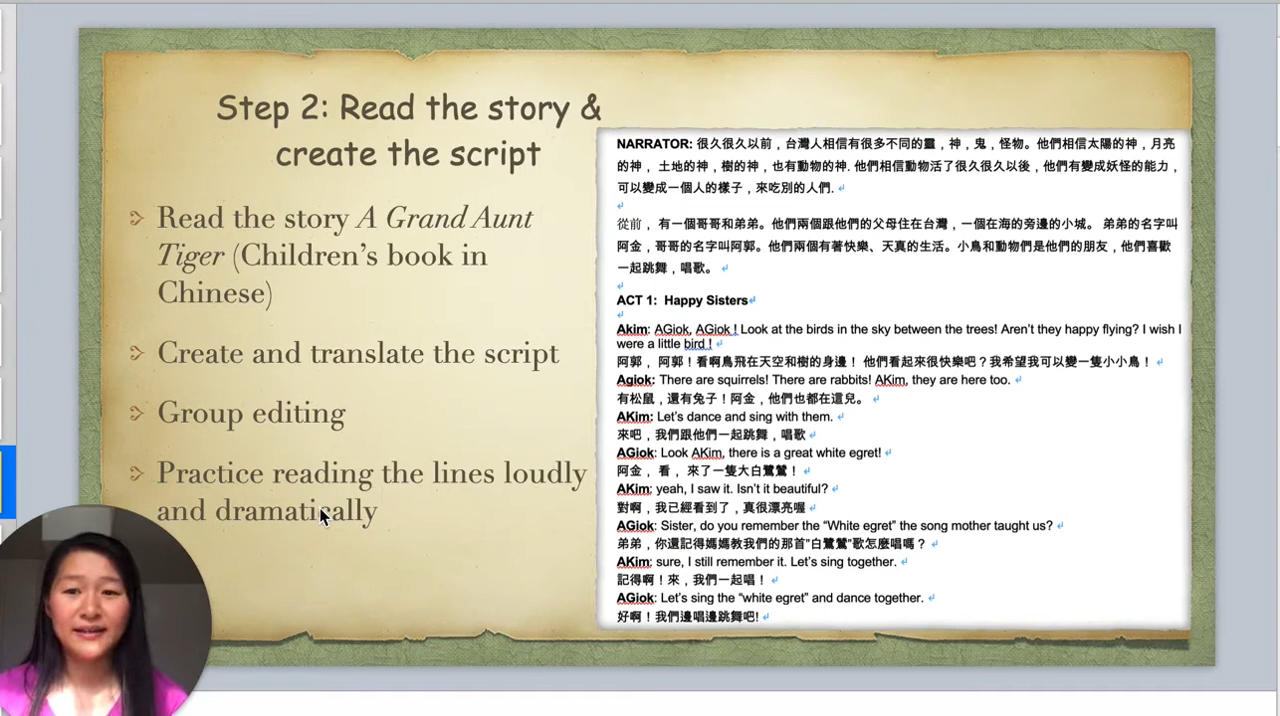 Step 2: Read the story &
create the script
Read the story A Grand Aunt
Tiger (Children's book in
Chinese)
Create and translate the script
Group editing
Practice reading the lines loudly
and dramatically
NARRATOR: 很久很久以前，台灣人相信有很多不同的靈，神，鬼，怪物。他們相信太陽的神，月亮
的神， 土地的神，樹的神，也有動物的神. 他們相信動物活了很久很久以後，他們有變成妖怪的能力，
可以變成一個人的樣子，來吃別的人們.
從前，有一個哥哥和弟弟。他們兩個跟他們的父母住在台灣，一個在海的旁邊的小城。 弟弟的名字叫
阿金，哥哥的名字叫阿郭。他們兩個有著快樂、天真的生活。小鳥和動物們是他們的朋友，他們喜歡
一起跳舞，唱歌。
ACT 1:  Happy Sisters
Akim: AGiok, AGiok ! Look at the birds in the sky between the trees! Aren't they happy flying? I wish I
were a little bird !
阿郭， 阿郭！看啊鳥飛在天空和樹的身邊！ 他們看起來很快樂吧？我希望我可以變一隻小小鳥！
Agiok: There are squirrels! There are rabbits! AKim, they are here too.
有松鼠，還有兔子！阿金，他們也都在這兒。
AKim: Let's dance and sing with them.
來吧，我們跟他們一起跳舞，唱歌
AGiok: Look AKim, there is a great white egret!
阿金， 看， 來了一隻大白鷺鷥！
AKim: yeah, I saw it. Isn't it beautiful?
對啊，我已經看到了，真很漂亮喔
AGiok: Sister, do you remember the "White egret" the song mother taught us?
弟弟，你還記得媽媽教我們的那首"白鷺鷥"歌怎麼唱嗎？
AKim: sure, I still remember it. Let's sing together.
記得啊！來，我們一起唱！
AGiok: Let's sing the "white egret" and dance together.
好啊！我們邊唱邊跳舞吧!